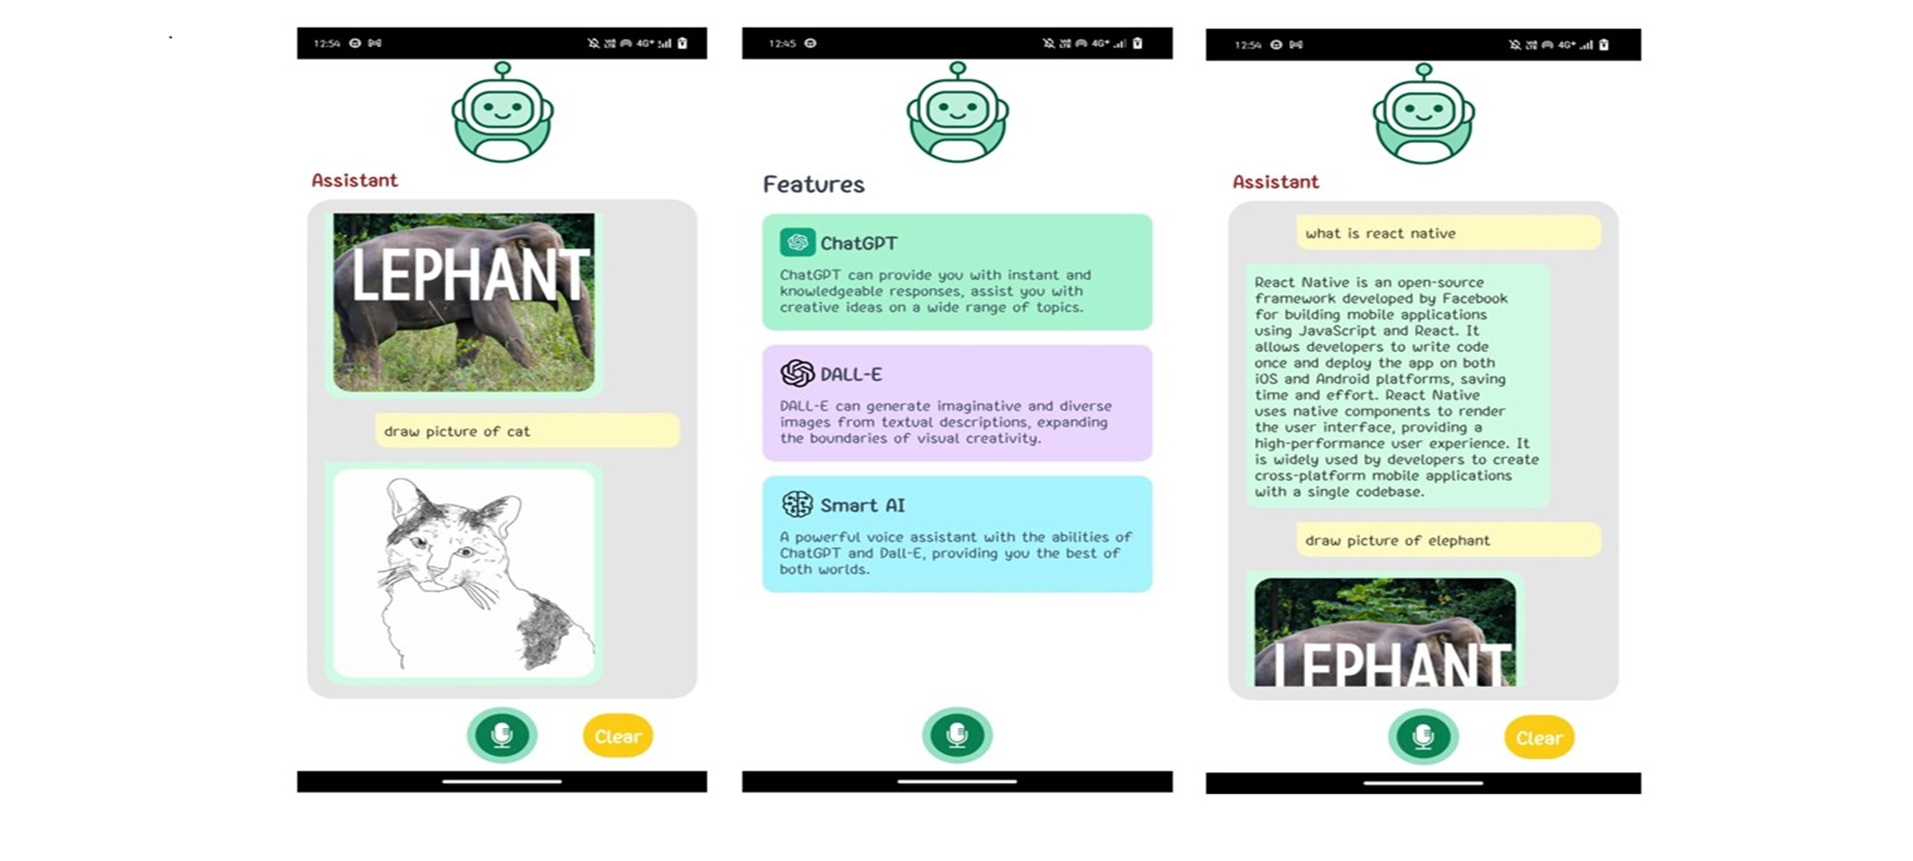 12:54
4G+
Assistant
LEPHANT
draw picture of cat
Clear
12:45
4G+
Features
ChatGPT
ChatGPT can provide you with instant and
knowledgeable responses, assist you with
creative ideas on a wide range of topics.
DALL-E
DALL-E can generate imaginative and diverse
images from textual descriptions, expanding
the boundaries of visual creativity.
Smart AI
A powerful voice assistant with the abilities of
ChatGPT and Dall-E, providing you the best of
both worlds.
12:54
4G+
Assistant
what is react native
React Native is an open-source
framework developed by Facebook
for building mobile applications
using JavaScript and React. It
allows developers to write code
once and deploy the app on both
iOS and Android platforms, saving
time and effort. React Native
uses native components to render
the user interface, providing a
high-performance user experience. It
is widely used by developers to create
cross-platform mobile applications
with a single codebase.
draw picture of elephant
LEPHANT
Clear